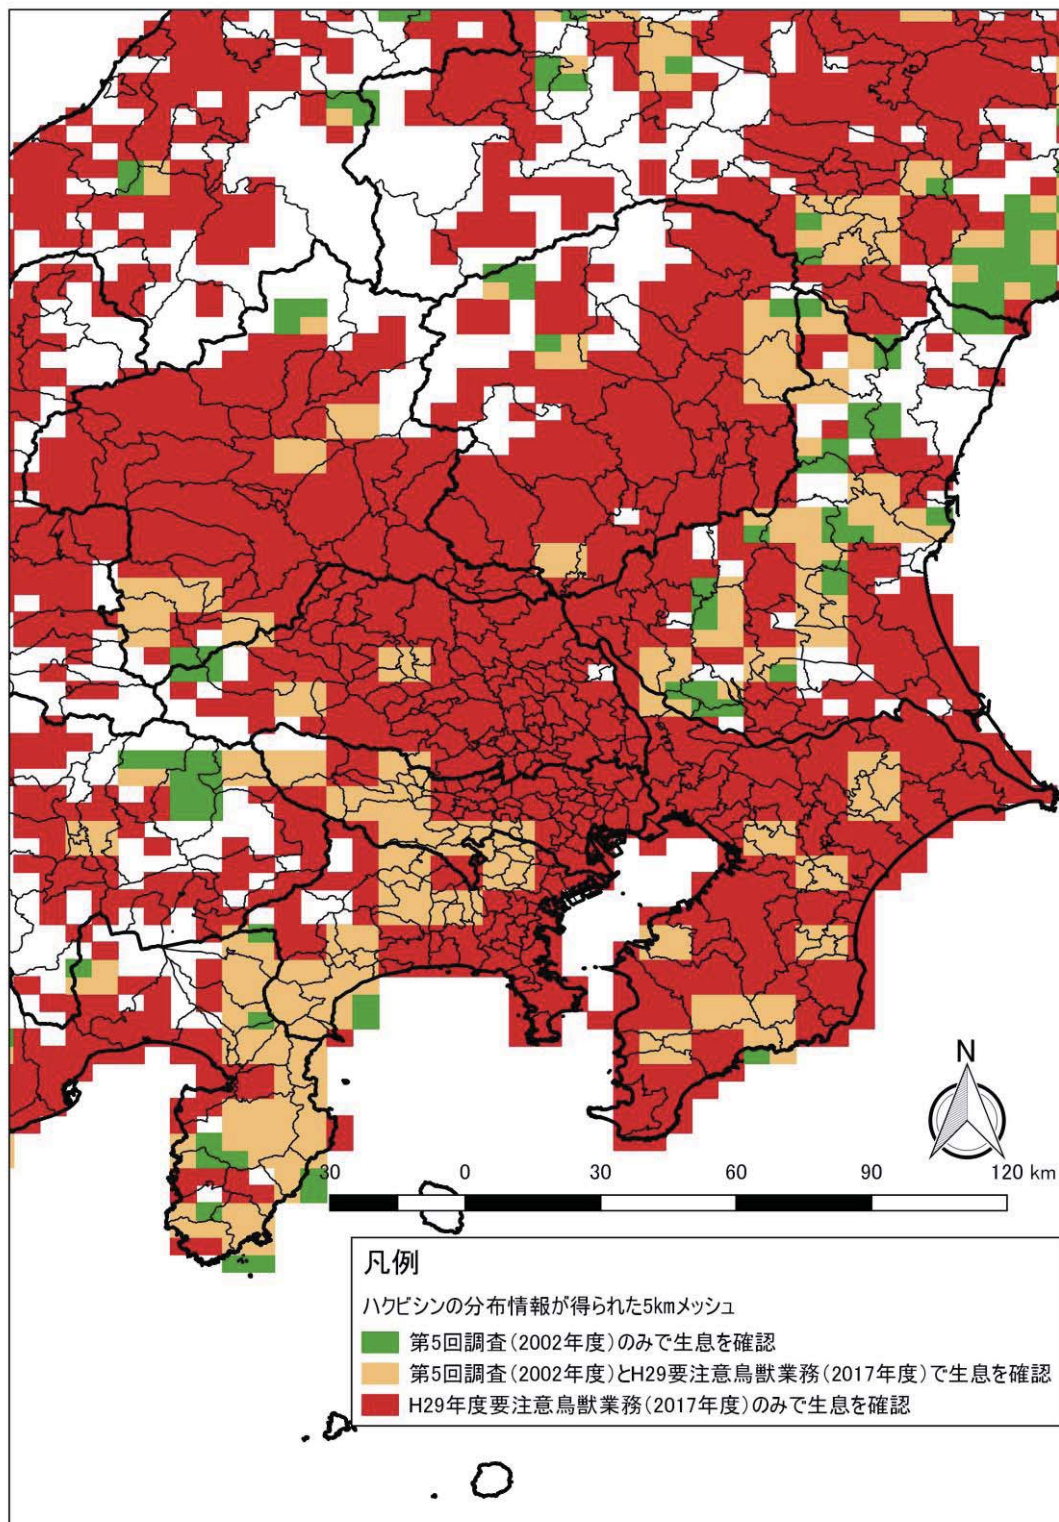 N
30 0 30 60 90 120 km
凡例
ハクビシンの分布情報が得られた5kmメッシュ
第5回調査(2002年度)のみで生息を確認
第5回調査(2002年度)とH29要注意鳥獣業務(2017年度)で生息を確認
H29年度要注意鳥獣業務(2017年度)のみで生息を確認